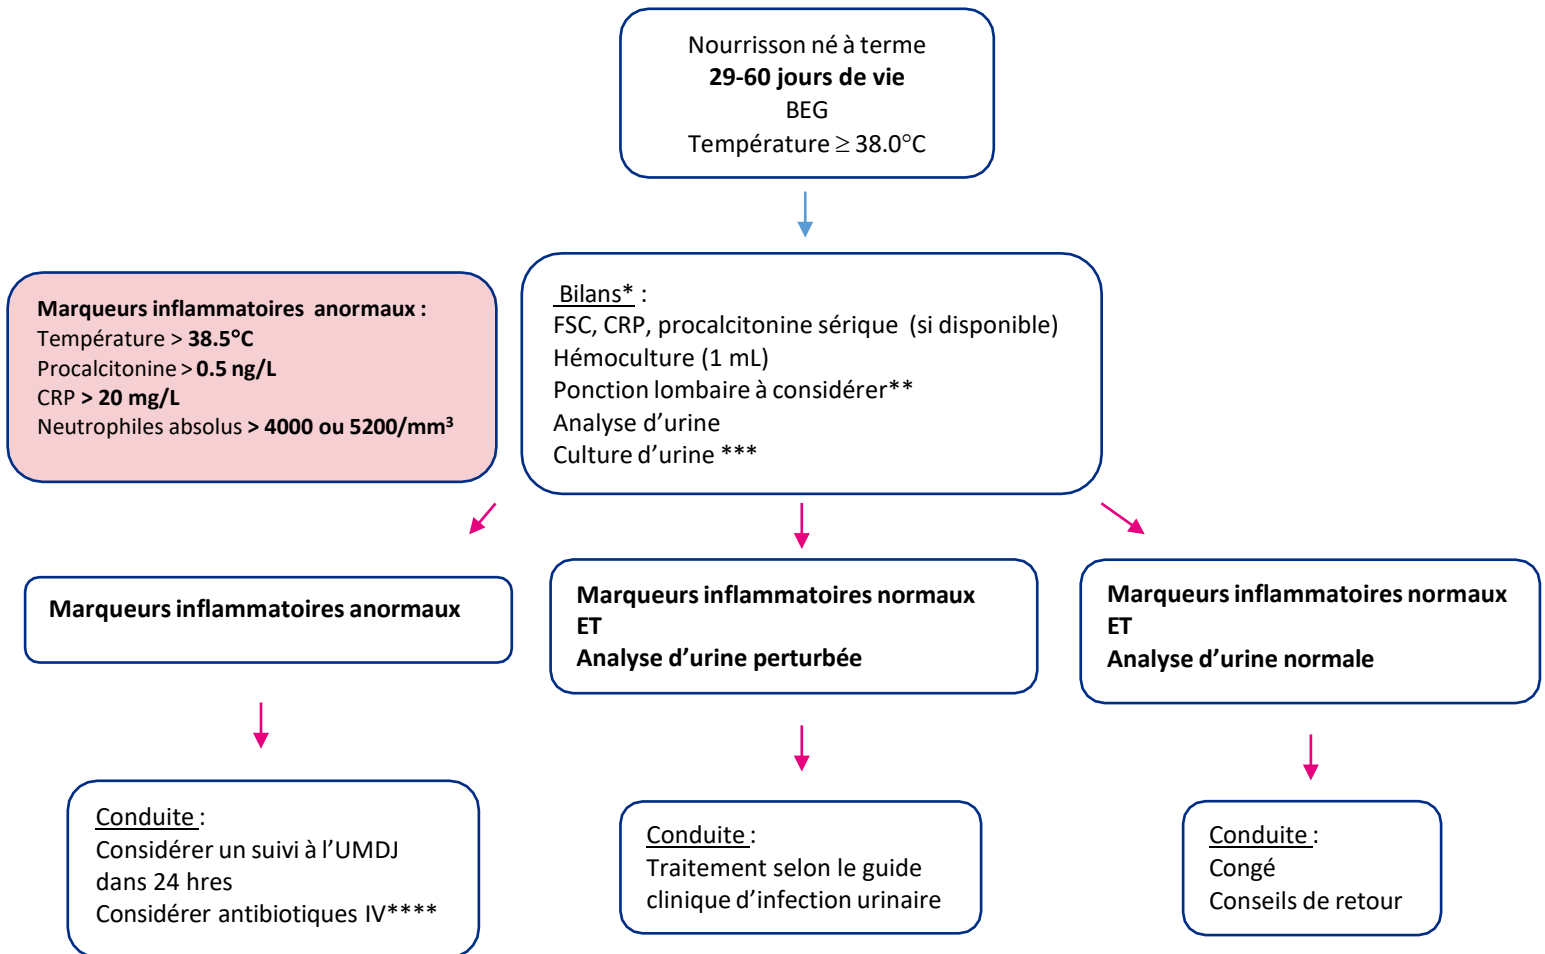 Nourrisson né à terme
29-60 jours de vie
BEG
Température ≥ 38.0°C
Marqueurs inflammatoires anormaux :
Température > 38.5°C
Procalcitonine > 0.5 ng/L
CRP > 20 mg/L
Neutrophiles absolus > 4000 ou 5200/mm³
Bilans* :
FSC, CRP, procalcitonine sérique (si disponible)
Hémoculture (1 mL)
Ponction lombaire à considérer**
Analyse d’urine
Culture d’urine ***
Marqueurs inflammatoires anormaux
Marqueurs inflammatoires normaux
ET
Analyse d’urine perturbée
Marqueurs inflammatoires normaux
ET
Analyse d’urine normale
Conduite :
Considérer un suivi à l’UMDJ
dans 24 hres
Considérer antibiotiques IV****
Conduite :
Traitement selon le guide
clinique d’infection urinaire
Conduite :
Congé
Conseils de retour